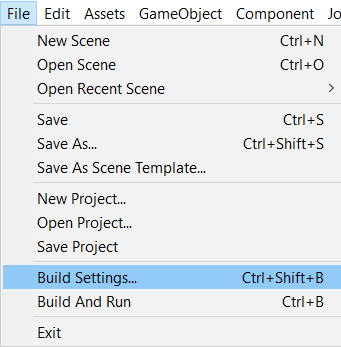 File Edit Assets GameObject Component Jo
New Scene Ctrl+N
Open Scene Ctrl+O
Open Recent Scene >
Save Ctrl+S
Save As... Ctrl+Shift+S
Save As Scene Template...
New Project...
Open Project...
Save Project
Build Settings... Ctrl+Shift+B
Build And Run Ctrl+B
Exit